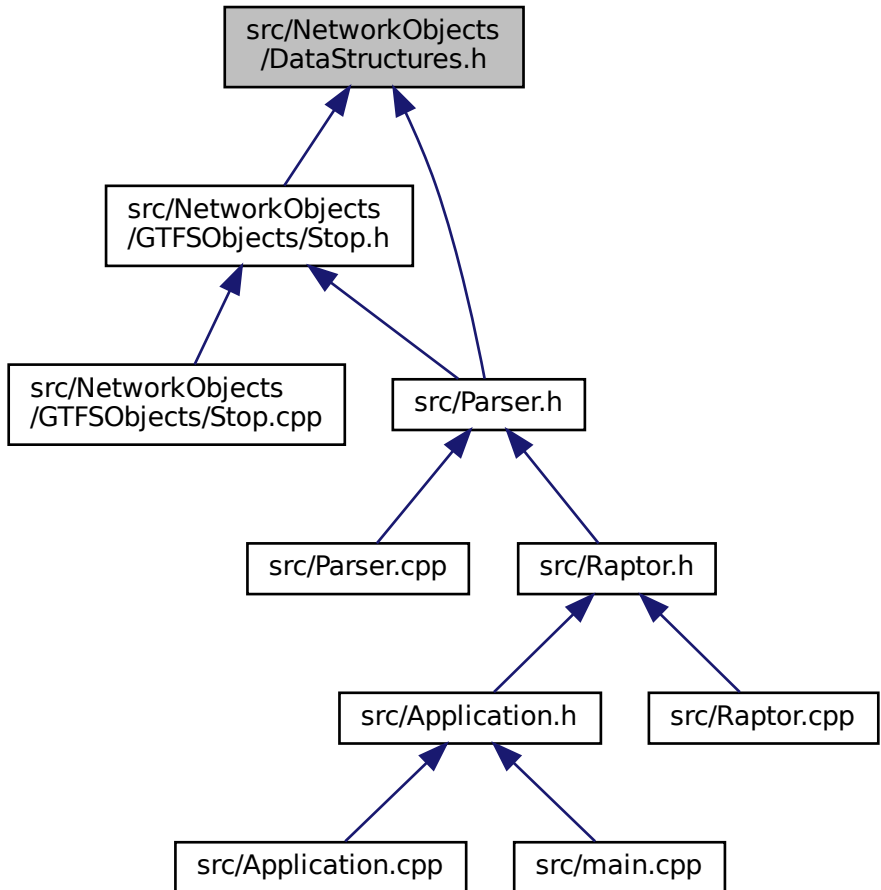 src/NetworkObjects
/DataStructures.h
src/NetworkObjects
/GTFSObjects/Stop.h
src/NetworkObjects
/GTFSObjects/Stop.cpp
src/Parser.h
src/Parser.cpp
src/Raptor.h
src/Application.h
src/Raptor.cpp
src/Application.cpp
src/main.cpp